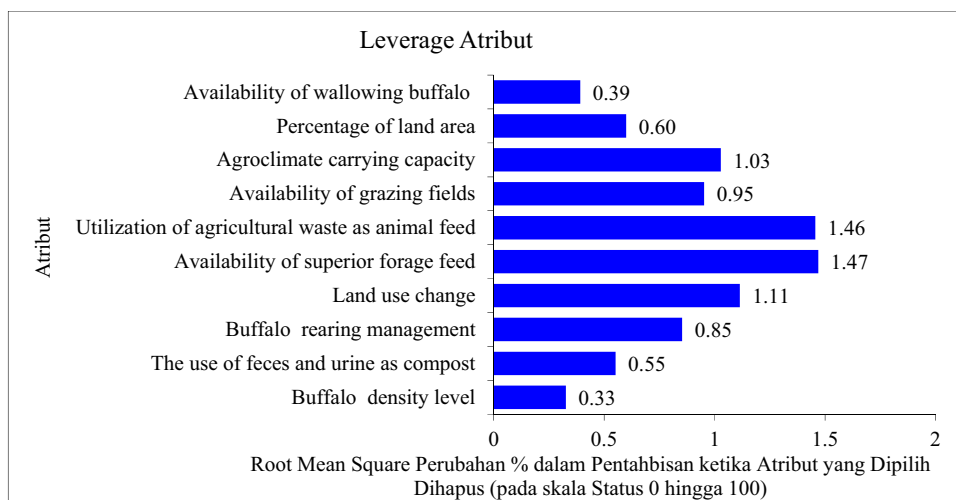 Leverage Atribut
Atribut
Availability of wallowing buffalo 0.39
Percentage of land area 0.60
Agroclimate carrying capacity 1.03
Availability of grazing fields 0.95
Utilization of agricultural waste as animal feed 1.46
Availability of superior forage feed 1.47
Land use change 1.11
Buffalo rearing management 0.85
The use of feces and urine as compost 0.55
Buffalo density level 0.33
0 0.5 1 1.5 2
Root Mean Square Perubahan % dalam Pentahbisan ketika Atribut yang Dipilih
Dihapus (pada skala Status 0 hingga 100)